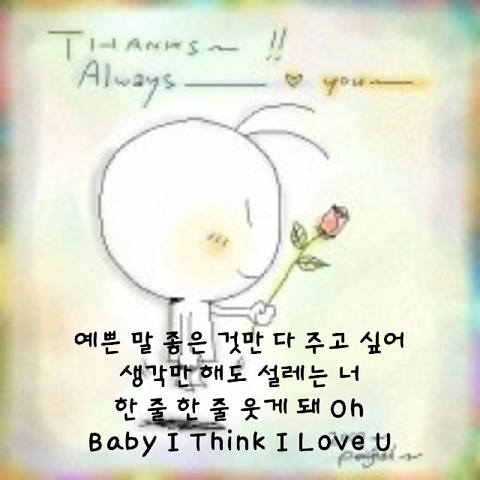 THANKS~ !!
Always ♥ you
예쁜 말 좋은 것만 다 주고 싶어
생각만 해도 설레는 너
한 줄 한 줄 웃게 돼 Oh
Baby I Think I Love U